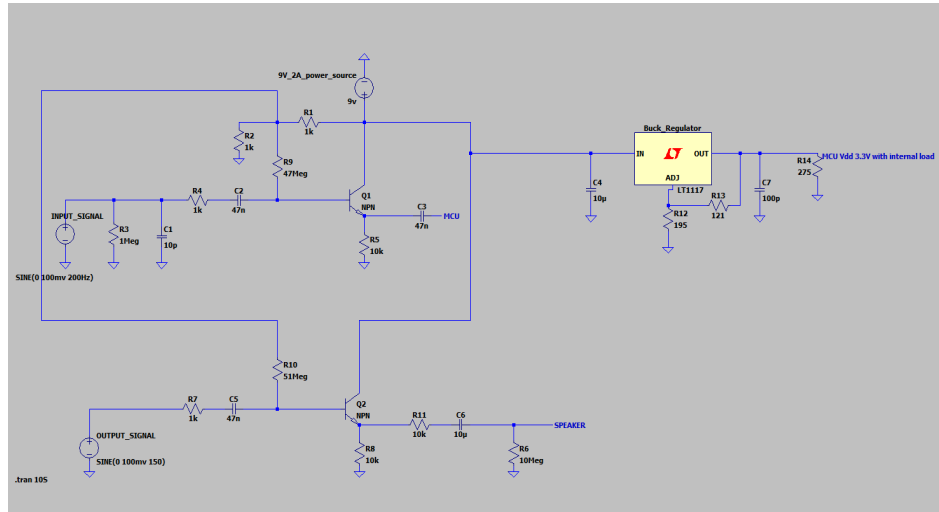 9V_2A_power_source
9v
R1
1k
R2
1k
R9
47Meg
Buck_Regulator
IN
OUT
ADJ
LT1117
MCU Vdd 3.3V with internal load
R14
275
C4
10µ
R13
121
C7
100p
R12
195
R4
1k
C2
47n
Q1
NPN
C3
47n
MCU
INPUT_SIGNAL
R3
1Meg
C1
10p
R5
10k
SINE(0 100mv 200Hz)
R10
51Meg
R7
1k
C5
47n
Q2
NPN
R11
10k
C6
10µ
SPEAKER
OUTPUT_SIGNAL
SINE(0 100mv 150)
R8
10k
R6
10Meg
.tran 10S